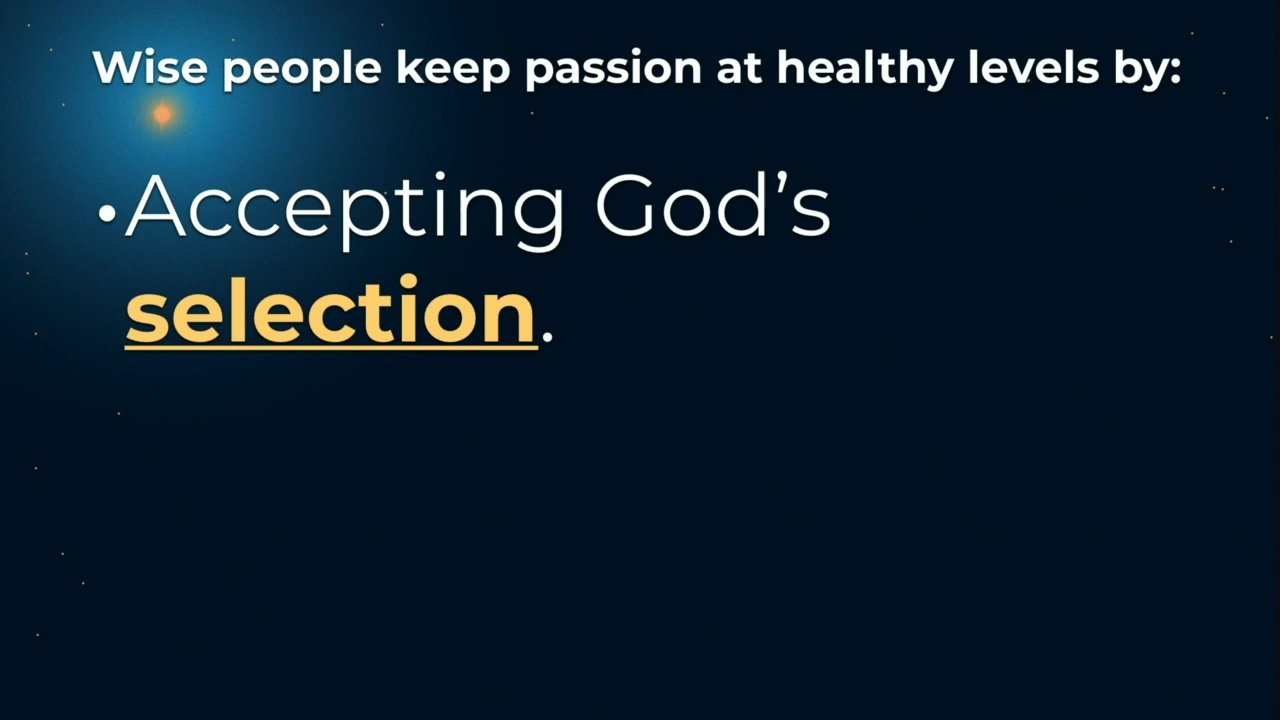 Wise people keep passion at healthy levels by:
•Accepting God’s
selection.